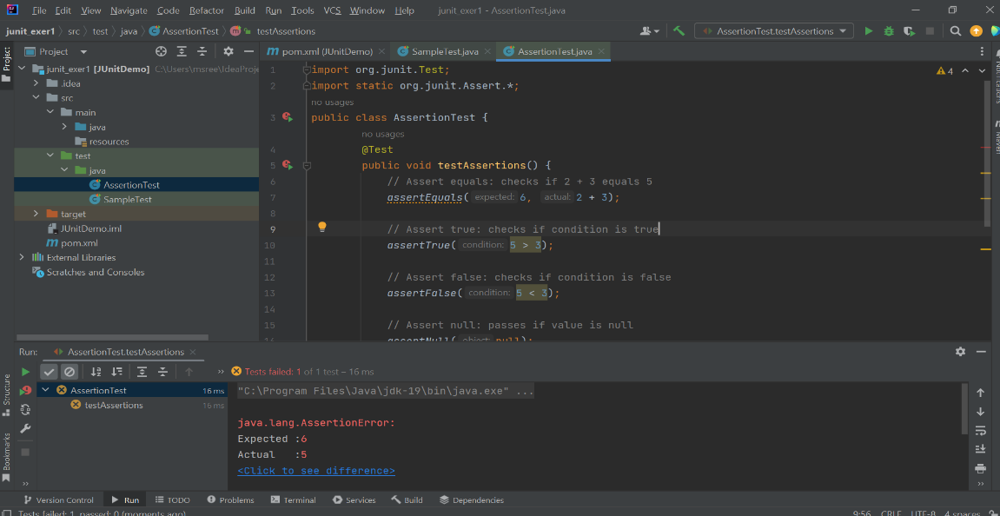 File Edit View Navigate Code Refactor Build Run Tools VCS Window Help junit_exer1 - AssertionTest.java
junit_exer1 src test java AssertionTest testAssertions AssertionTest.testAssertions
Project
Project
pom.xml (JUnitDemo) SampleTest.java AssertionTest.java
junit_exer1 [JUnitDemo] C:\Users\msree\IdeaProje
.idea
src
main
java
resources
test
java
AssertionTest
SampleTest
target
JUnitDemo.iml
pom.xml
External Libraries
Scratches and Consoles
4
1 import org.junit.Test;
2 import static org.junit.Assert.*;
no usages
3 public class AssertionTest {
no usages
4 @Test
5 public void testAssertions() {
6 // Assert equals: checks if 2 + 3 equals 5
7 assertEquals( expected: 6, actual: 2 + 3);
8
9 // Assert true: checks if condition is true
10 assertTrue( condition: 5 > 3);
11
12 // Assert false: checks if condition is false
13 assertFalse( condition: 5 < 3);
14
15 // Assert null: passes if value is null
16 assertNull( object: null);
Run: AssertionTest.testAssertions
Tests failed: 1 of 1 test – 16 ms
AssertionTest 16 ms
testAssertions 16 ms
"C:\Program Files\Java\jdk-19\bin\java.exe" ...
java.lang.AssertionError:
Expected :6
Actual :5
<Click to see difference>
Structure
Bookmarks
Version Control Run TODO Problems Terminal Services Build Dependencies
Tests failed: 1, passed: 0 (moments ago) 9:56 CRLF UTF-8 4 spaces